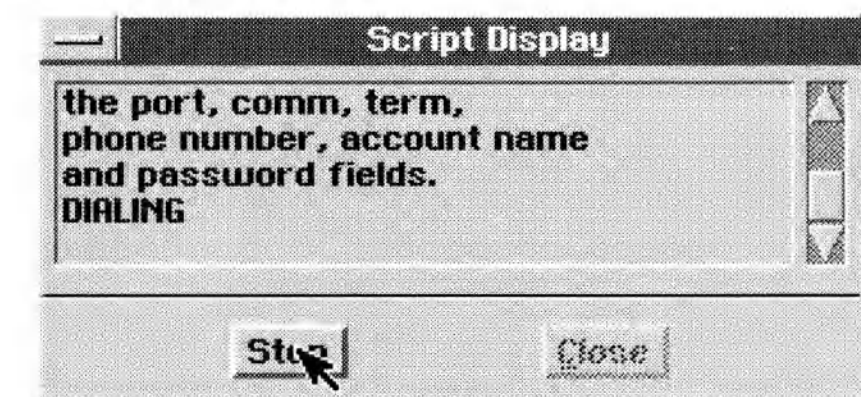 Script Display
the port, comm, term,
phone number, account name
and password fields.
DIALING
Stop
Close